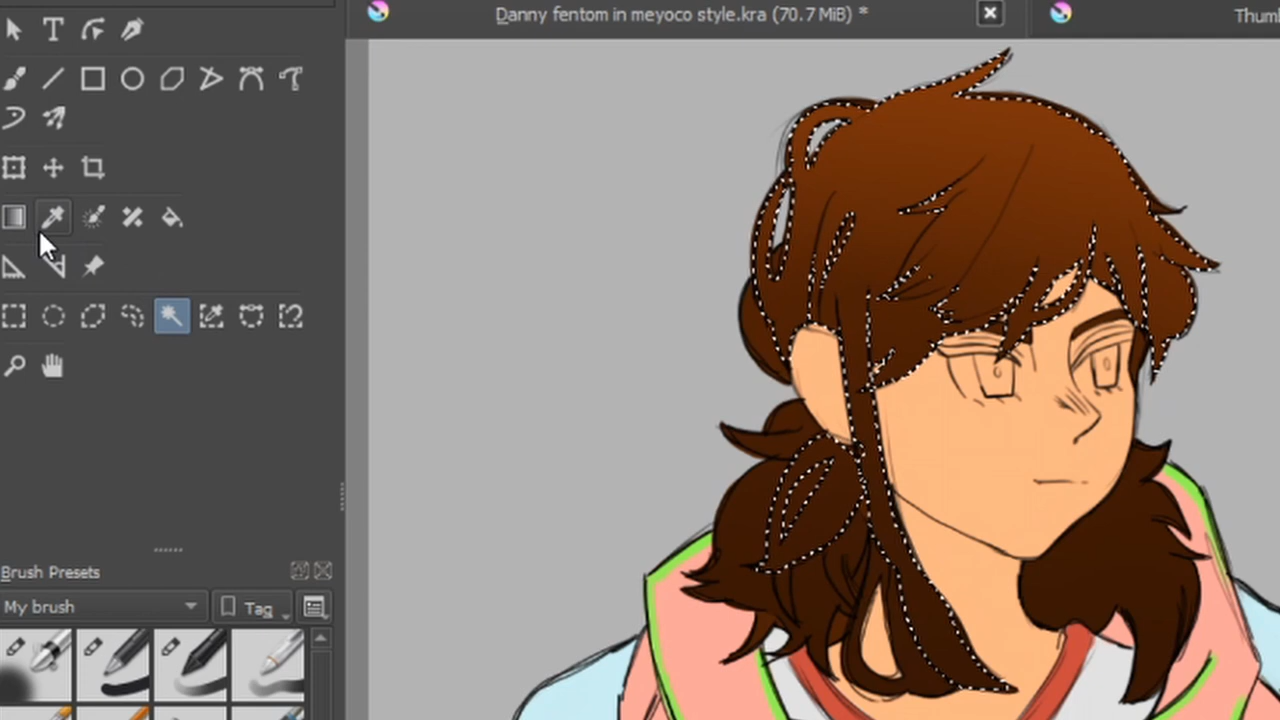 Danny fentom in meyoco style.kra (70.7 MiB) *
Thum
Brush Presets
My brush
Tag